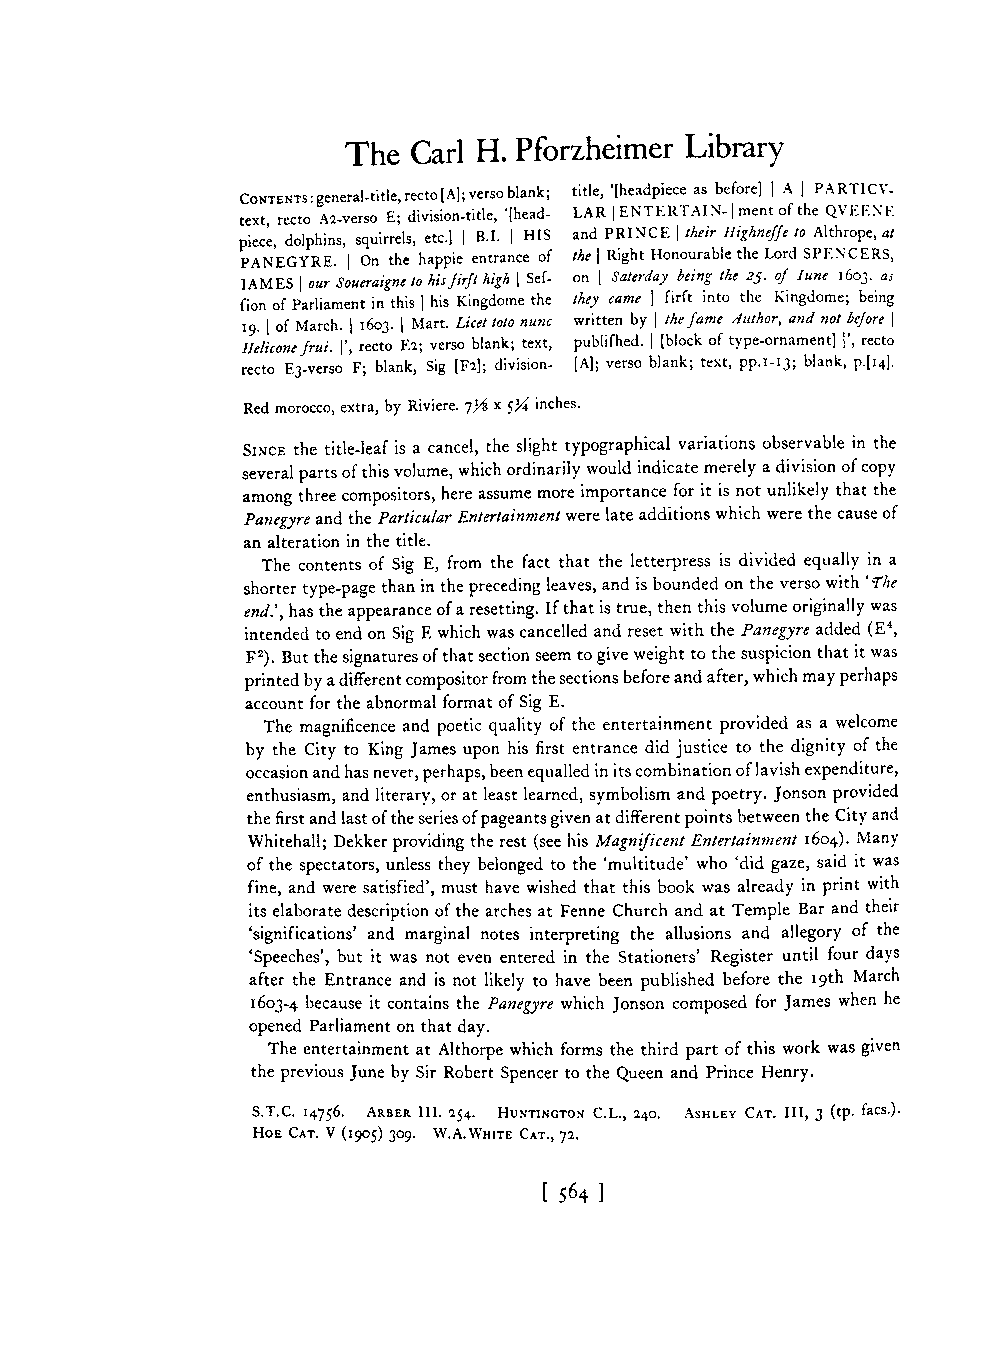 The Carl H. Pforzheimer Library
CONTENTS: general-title, recto [A]; verso blank;
text, recto A2-verso E; division-title, '[head-
piece, dolphins, squirrels, etc.] | B.I. | HIS
PANEGYRE. | On the happie entrance of
IAMES | our Soueraigne to his firſt high | Seſ-
ſion of Parliament in this | his Kingdome the
19. | of March. | 1603. | Mart. Licet toto nunc
Helicone frui. |', recto E2; verso blank; text,
recto E3-verso F; blank, Sig [F2]; division-
title, '[headpiece as before] | A | PARTICV-
LAR | ENTERTAIN- | ment of the QVEENE
and PRINCE | their Highneſſe to Althrope, at
the | Right Honourable the Lord SPENCERS,
on | Saterday being the 25. of Iune 1603. as
they came | firſt into the Kingdome; being
written by | the ſame Author, and not before |
publiſhed. | [block of type-ornament] |', recto
[A]; verso blank; text, pp.1-13; blank, p.[14].
Red morocco, extra, by Riviere. 7⅛ x 5¼ inches.
SINCE the title-leaf is a cancel, the slight typographical variations observable in the
several parts of this volume, which ordinarily would indicate merely a division of copy
among three compositors, here assume more importance for it is not unlikely that the
Panegyre and the Particular Entertainment were late additions which were the cause of
an alteration in the title.
The contents of Sig E, from the fact that the letterpress is divided equally in a
shorter type-page than in the preceding leaves, and is bounded on the verso with 'The
end.', has the appearance of a resetting. If that is true, then this volume originally was
intended to end on Sig E which was cancelled and reset with the Panegyre added (E⁴,
F²). But the signatures of that section seem to give weight to the suspicion that it was
printed by a different compositor from the sections before and after, which may perhaps
account for the abnormal format of Sig E.
The magnificence and poetic quality of the entertainment provided as a welcome
by the City to King James upon his first entrance did justice to the dignity of the
occasion and has never, perhaps, been equalled in its combination of lavish expenditure,
enthusiasm, and literary, or at least learned, symbolism and poetry. Jonson provided
the first and last of the series of pageants given at different points between the City and
Whitehall; Dekker providing the rest (see his Magnificent Entertainment 1604). Many
of the spectators, unless they belonged to the 'multitude' who 'did gaze, said it was
fine, and were satisfied', must have wished that this book was already in print with
its elaborate description of the arches at Fenne Church and at Temple Bar and their
'significations' and marginal notes interpreting the allusions and allegory of the
'Speeches', but it was not even entered in the Stationers' Register until four days
after the Entrance and is not likely to have been published before the 19th March
1603-4 because it contains the Panegyre which Jonson composed for James when he
opened Parliament on that day.
The entertainment at Althorpe which forms the third part of this work was given
the previous June by Sir Robert Spencer to the Queen and Prince Henry.
S.T.C. 14756. ARBER III. 254. HUNTINGTON C.L., 240. ASHLEY CAT. III, 3 (tp. facs.).
HOE CAT. V (1905) 309. W.A.WHITE CAT., 72.
[ 564 ]